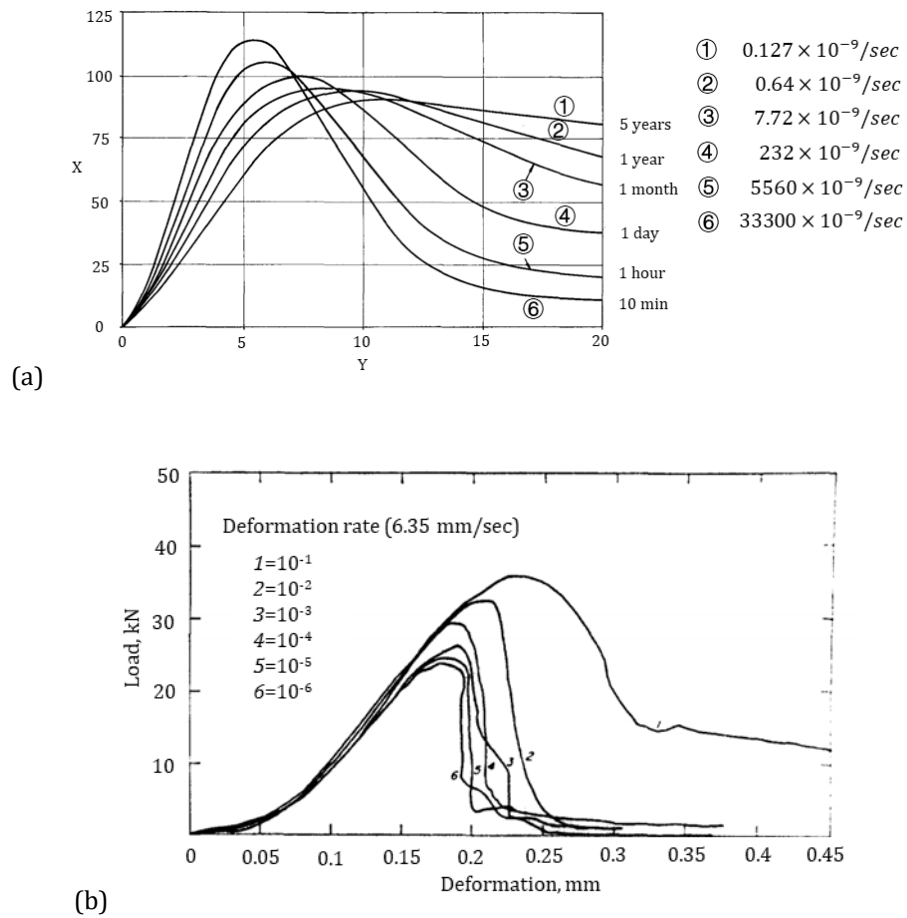 125
100
75
50
25
0
X
0 5 10 15 20
Y
① ② ③ ④ ⑤ ⑥
5 years
1 year
1 month
1 day
1 hour
10 min
① 0.127 × 10⁻⁹/sec
② 0.64 × 10⁻⁹/sec
③ 7.72 × 10⁻⁹/sec
④ 232 × 10⁻⁹/sec
⑤ 5560 × 10⁻⁹/sec
⑥ 33300 × 10⁻⁹/sec
(a)
50
40
30
20
10
Load, kN
Deformation rate (6.35 mm/sec)
1=10⁻¹
2=10⁻²
3=10⁻³
4=10⁻⁴
5=10⁻⁵
6=10⁻⁶
6 5 4 3 2 1
0 0.05 0.1 0.15 0.2 0.25 0.3 0.35 0.4 0.45
Deformation, mm
(b)